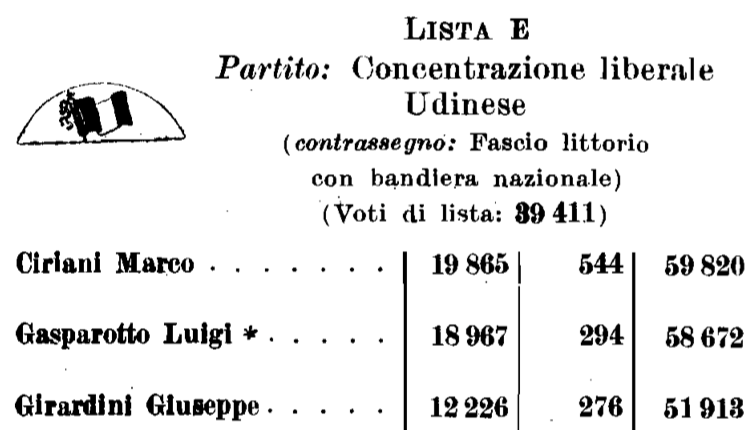 LISTA E
Partito: Concentrazione liberale
Udinese
(contrassegno: Fascio littorio
con bandiera nazionale)
(Voti di lista: 39 411)
Ciriani Marco . . . . . . . 19 865 544 59 820
Gasparotto Luigi * . . . . . 18 967 294 58 672
Girardini Giuseppe . . . . . 12 226 276 51 913